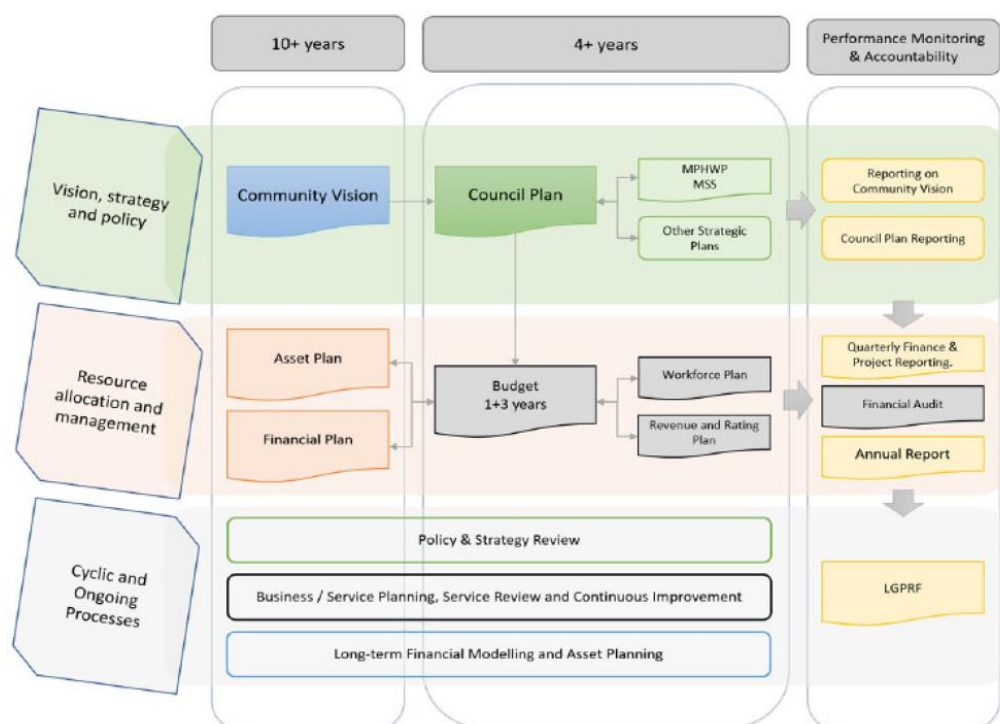 10+ years
4+ years
Performance Monitoring
& Accountability
Vision, strategy
and policy
Community Vision
Council Plan
MPHWP
MSS
Other Strategic
Plans
Reporting on
Community Vision
Council Plan Reporting
Resource
allocation and
management
Asset Plan
Financial Plan
Budget
1+3 years
Workforce Plan
Revenue and Rating
Plan
Quarterly Finance &
Project Reporting.
Financial Audit
Annual Report
Cyclic and
Ongoing
Processes
Policy & Strategy Review
Business / Service Planning, Service Review and Continuous Improvement
Long-term Financial Modelling and Asset Planning
LGPRF